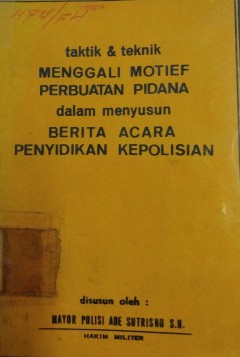 taktik & teknik
MENGGALI MOTIEF
PERBUATAN PIDANA
dalam menyusun
BERITA ACARA
PENYIDIKAN KEPOLISIAN
disusun oleh :
MAYOR POLISI ADE SUTRISNO S.H.
HAKIM MILITER